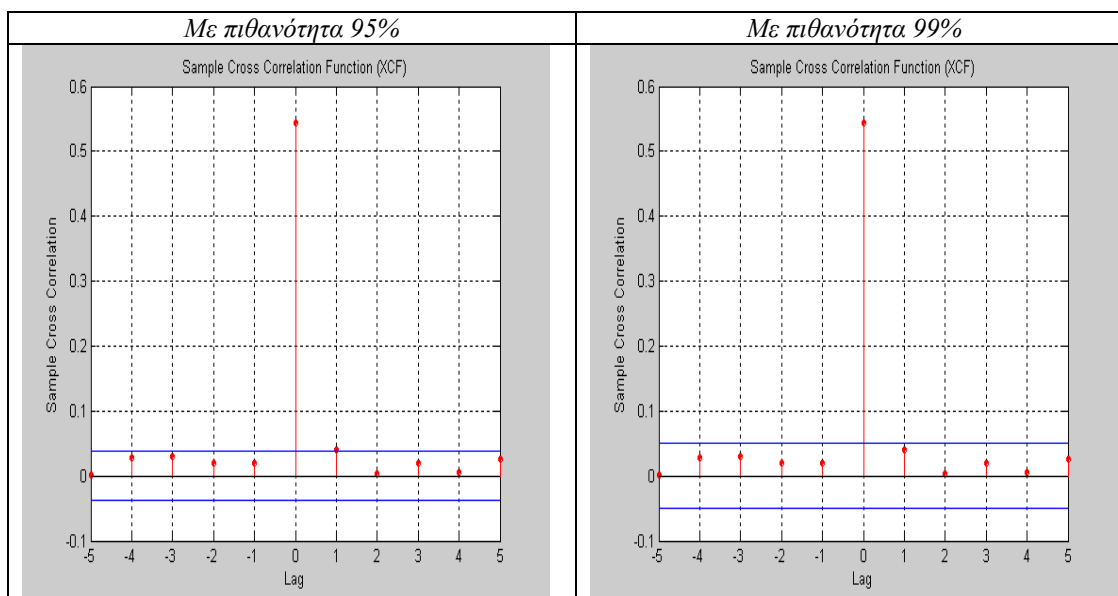 Με πιθανότητα 95%
Με πιθανότητα 99%
Sample Cross Correlation Function (XCF)
0.6
0.5
0.4
0.3
0.2
0.1
0
-0.1
Sample Cross Correlation
-5 -4 -3 -2 -1 0 1 2 3 4 5
Lag
Sample Cross Correlation Function (XCF)
0.6
0.5
0.4
0.3
0.2
0.1
0
-0.1
Sample Cross Correlation
-5 -4 -3 -2 -1 0 1 2 3 4 5
Lag